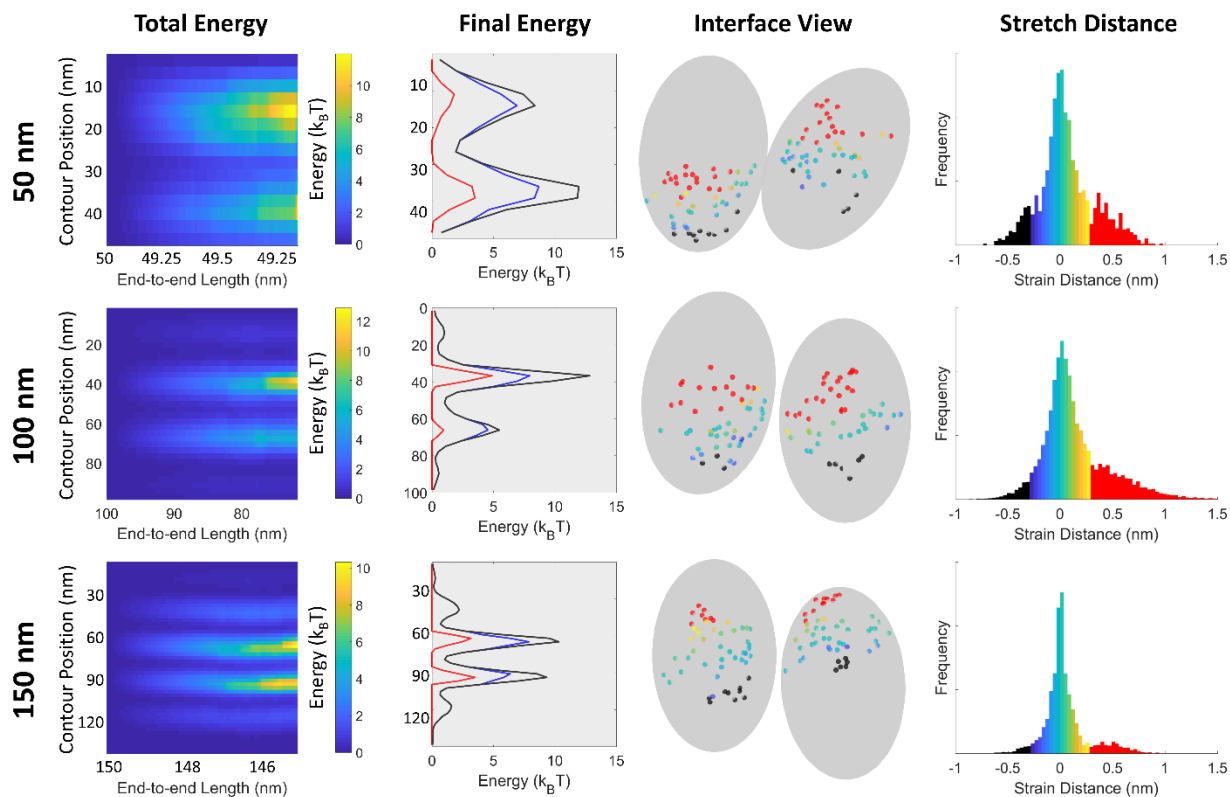 Total Energy Final Energy Interface View Stretch Distance
50 nm
Contour Position (nm)
10
20
30
40
50 49.25 49.5 49.25
End-to-end Length (nm)
Energy (kBT)
10
8
6
4
2
0
10
20
30
40
0 5 10 15
Energy (kBT)
Frequency
-1 -0.5 0 0.5 1 1.5
Strain Distance (nm)
100 nm
Contour Position (nm)
20
40
60
80
100 90 80
End-to-end Length (nm)
Energy (kBT)
12
10
8
6
4
2
0
0
20
40
60
80
100
0 5 10 15
Energy (kBT)
Frequency
-1 -0.5 0 0.5 1 1.5
Strain Distance (nm)
150 nm
Contour Position (nm)
30
60
90
120
150 148 146
End-to-end Length (nm)
Energy (kBT)
10
8
6
4
2
0
30
60
90
120
0 5 10 15
Energy (kBT)
Frequency
-1 -0.5 0 0.5 1 1.5
Strain Distance (nm)